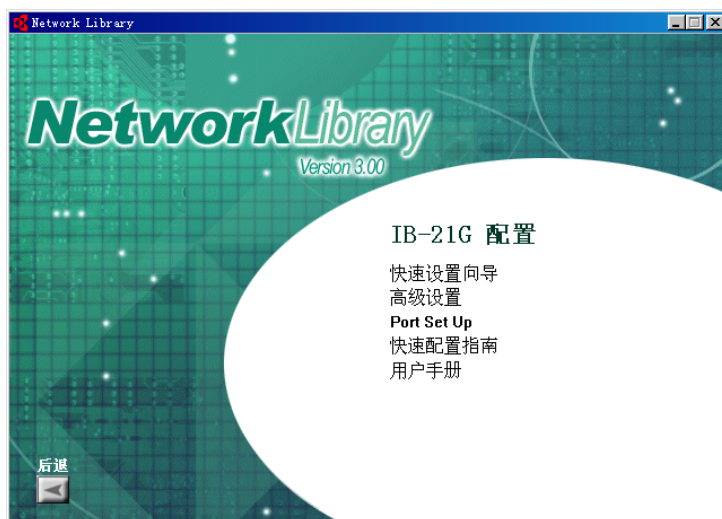 Network Library
NetworkLibrary
Version 3.00
IB-21G 配置
快速设置向导
高级设置
Port Set Up
快速配置指南
用户手册
后退